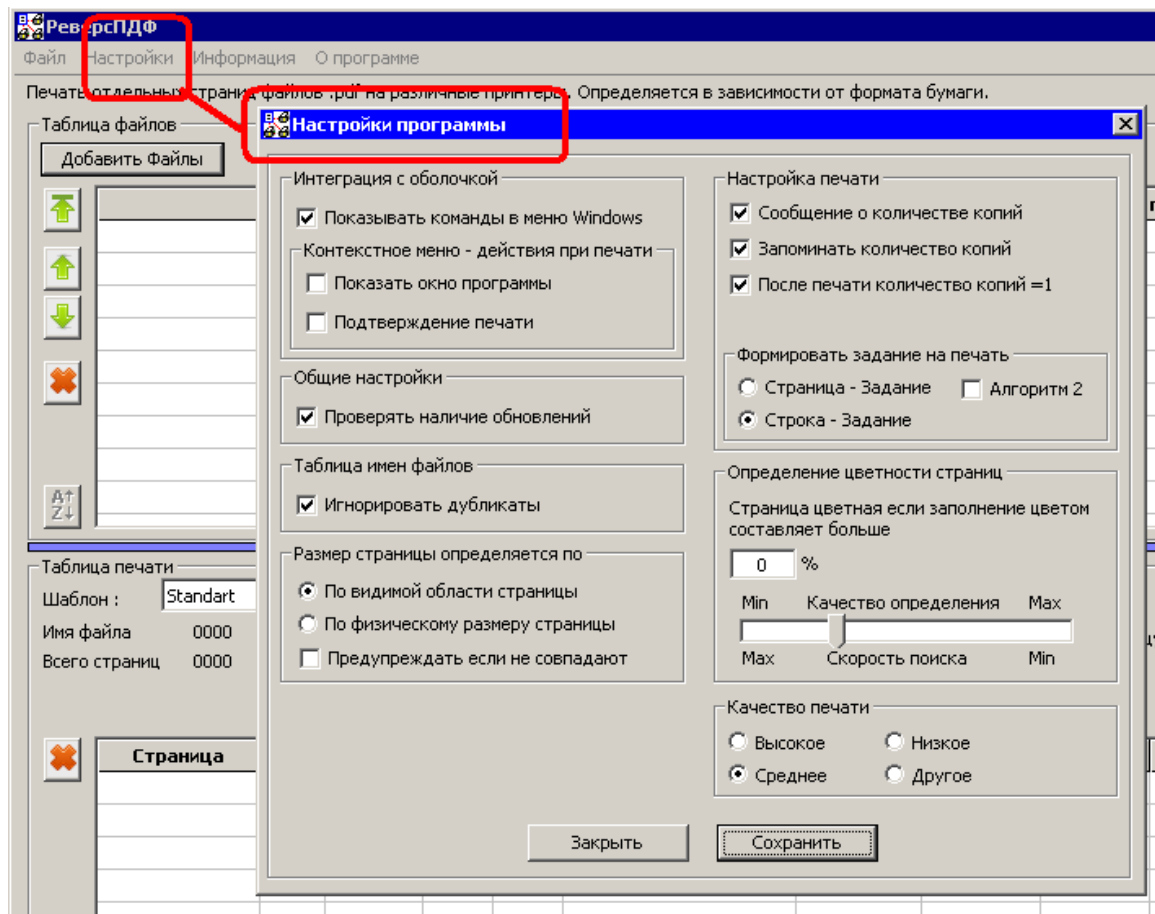 РеверсПДФ
Файл Настройки Информация О программе
Печать отдельных страниц файлов .pdf на различные принтеры. Определяется в зависимости от формата бумаги.
Таблица файлов
Добавить Файлы
Настройки программы
Интеграция с оболочкой
Показывать команды в меню Windows
Контекстное меню - действия при печати
Показать окно программы
Подтверждение печати
Общие настройки
Проверять наличие обновлений
Таблица имен файлов
Игнорировать дубликаты
Размер страницы определяется по
По видимой области страницы
По физическому размеру страницы
Предупреждать если не совпадают
Настройка печати
Сообщение о количестве копий
Запоминать количество копий
После печати количество копий =1
Формировать задание на печать
Страница - Задание Алгоритм 2
Строка - Задание
Определение цветности страниц
Страница цветная если заполнение цветом
составляет больше
0 %
Min Качество определения Max
Max Скорость поиска Min
Качество печати
Высокое Низкое
Среднее Другое
Закрыть Сохранить
Таблица печати
Шаблон : Standart
Имя файла 0000
Всего страниц 0000
Страница